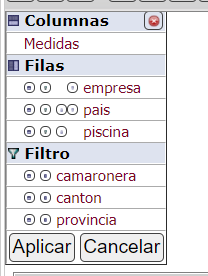 Columnas
Medidas
Filas
empresa
pais
piscina
Filtro
camaronera
canton
provincia
Aplicar Cancelar